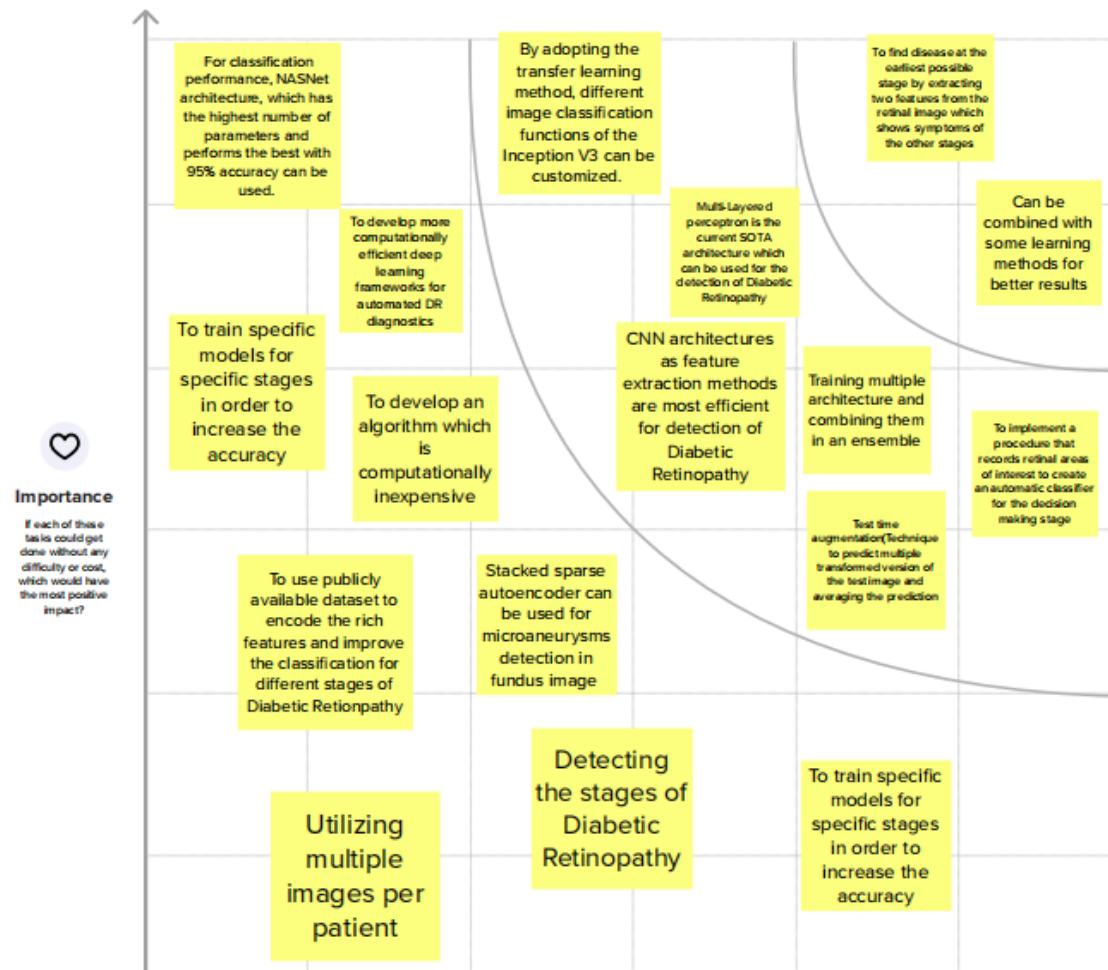 For classification
performance, NASNet
architecture, which has
the highest number of
parameters and
performs the best with
95% accuracy can be
used.
By adopting the
transfer learning
method, different
image classification
functions of the
Inception V3 can be
customized.
To find disease at the
earliest possible
stage by extracting
two features from the
retinal image which
shows symptoms of
the other stages
Can be
combined with
some learning
methods for
better results
To develop more
computationally
efficient deep
learning
frameworks for
automated DR
diagnostics
Multi-Layered
perceptron is the
current SOTA
architecture which
can be used for the
detection of Diabetic
Retinopathy
To train specific
models for
specific stages
in order to
increase the
accuracy
To develop an
algorithm which
is
computationally
inexpensive
CNN architectures
as feature
extraction methods
are most efficient
for detection of
Diabetic
Retinopathy
Training multiple
architecture and
combining them
in an ensemble
To implement a
procedure that
records retinal areas
of interest to create
an automatic classifier
for the decision
making stage
Importance
If each of these
tasks could get
done without any
difficulty or cost,
which would have
the most positive
impact?
Test time
augmentation(Technique
to predict multiple
transformed version of
the test image and
averaging the prediction
To use publicly
available dataset to
encode the rich
features and improve
the classification for
different stages of
Diabetic Retionpathy
Stacked sparse
autoencoder can
be used for
microaneurysms
detection in
fundus image
Utilizing
multiple
images per
patient
Detecting
the stages of
Diabetic
Retinopathy
To train specific
models for
specific stages
in order to
increase the
accuracy